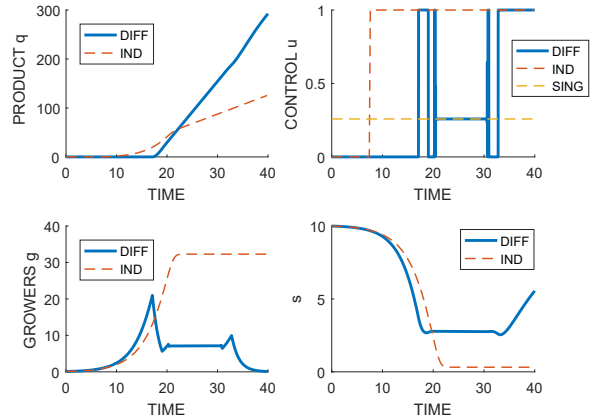 PRODUCT q
300
200
100
0
DIFF
IND
0 10 20 30 40
TIME
CONTROL u
1
0.5
0
DIFF
IND
SING
0 10 20 30 40
TIME
GROWERS g
40
30
20
10
0
DIFF
IND
0 10 20 30 40
TIME
s
10
5
0
DIFF
IND
0 10 20 30 40
TIME